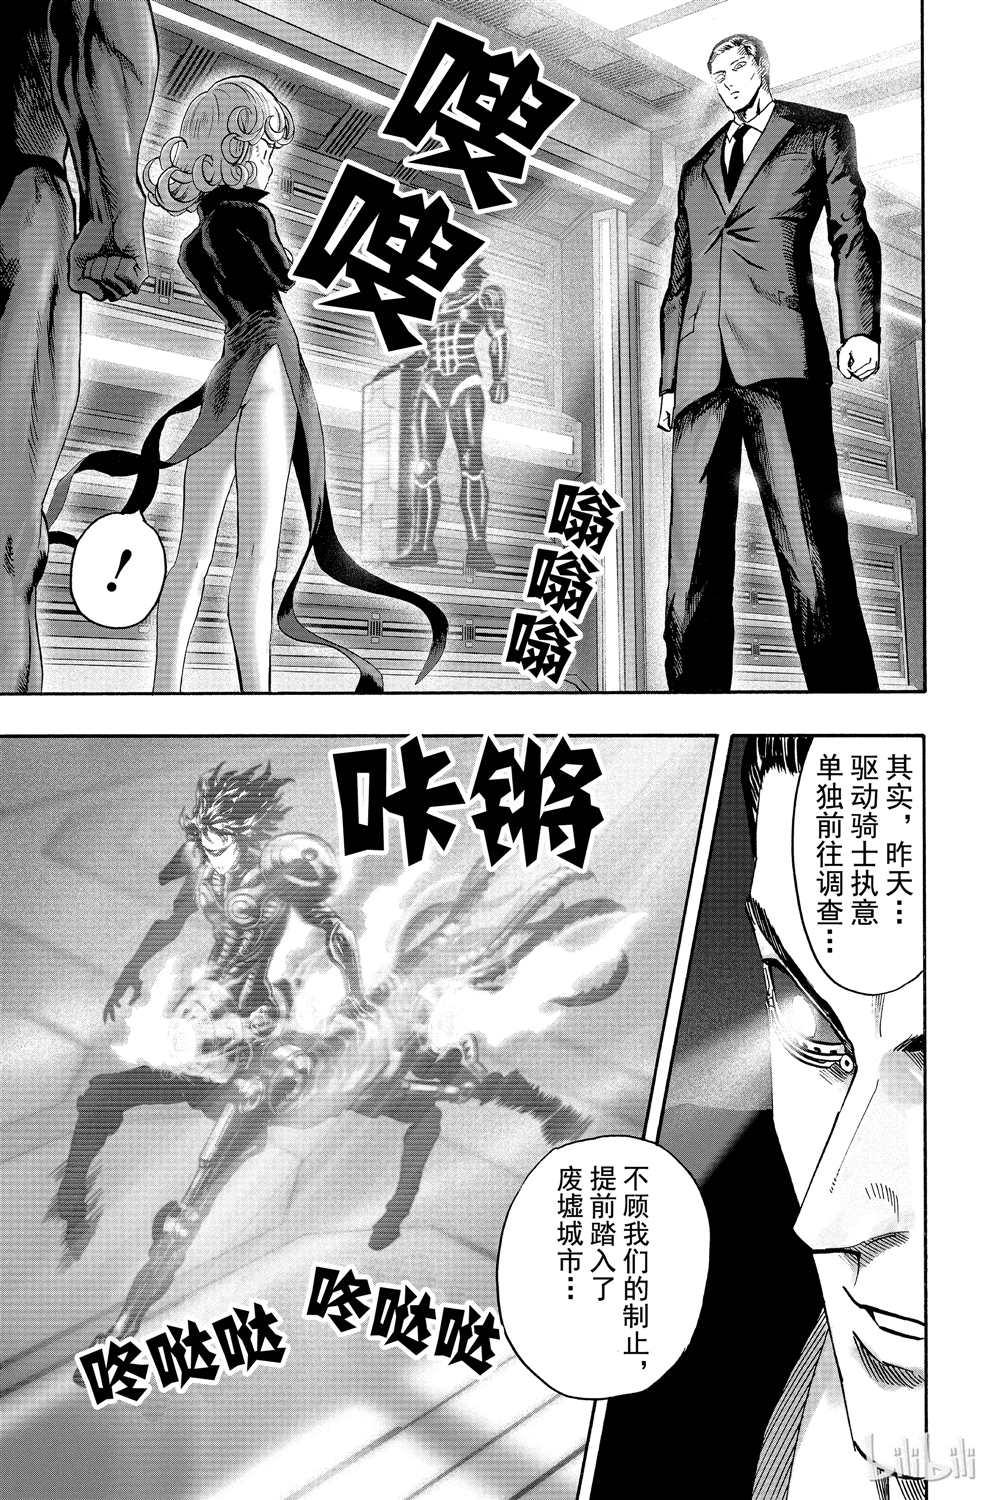 嗖
嗖
！
嗡
嗡
嗡
其实，昨天…
驱动骑士执意
单独前往调查…
咔锵
不顾我们的制止，
提前踏入了
废墟城市…
咚哒哒
咚哒哒
bilibili